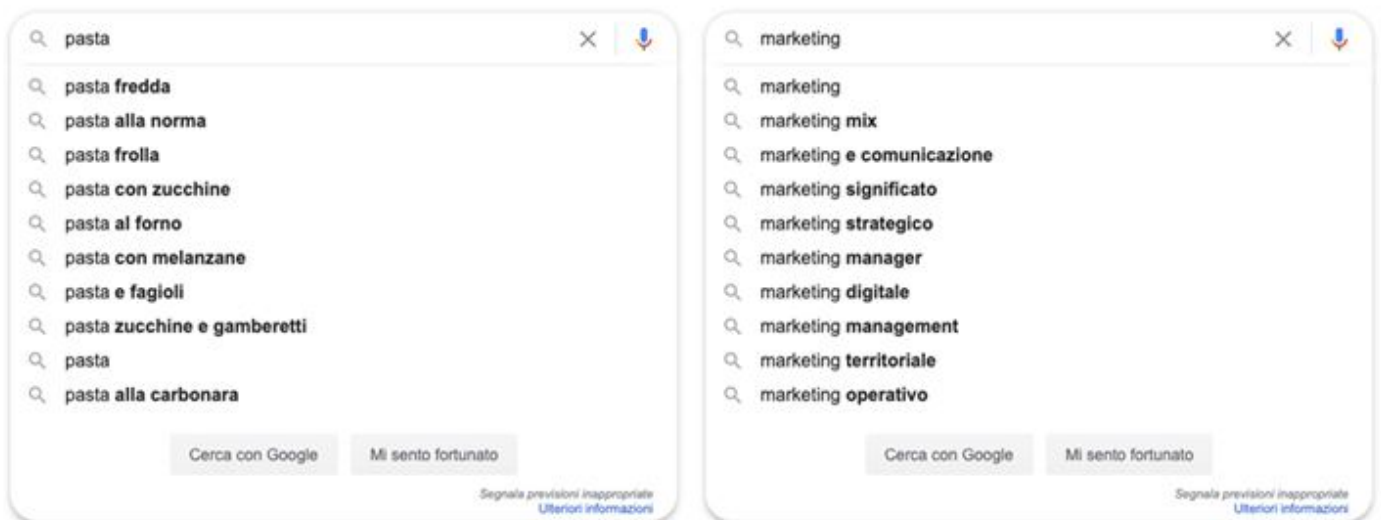 pasta
pasta fredda
pasta alla norma
pasta frolla
pasta con zucchine
pasta al forno
pasta con melanzane
pasta e fagioli
pasta zucchine e gamberetti
pasta
pasta alla carbonara
Cerca con Google
Mi sento fortunato
Segnala previsioni inappropriate
Ulteriori informazioni
marketing
marketing
marketing mix
marketing e comunicazione
marketing significato
marketing strategico
marketing manager
marketing digitale
marketing management
marketing territoriale
marketing operativo
Cerca con Google
Mi sento fortunato
Segnala previsioni inappropriate
Ulteriori informazioni